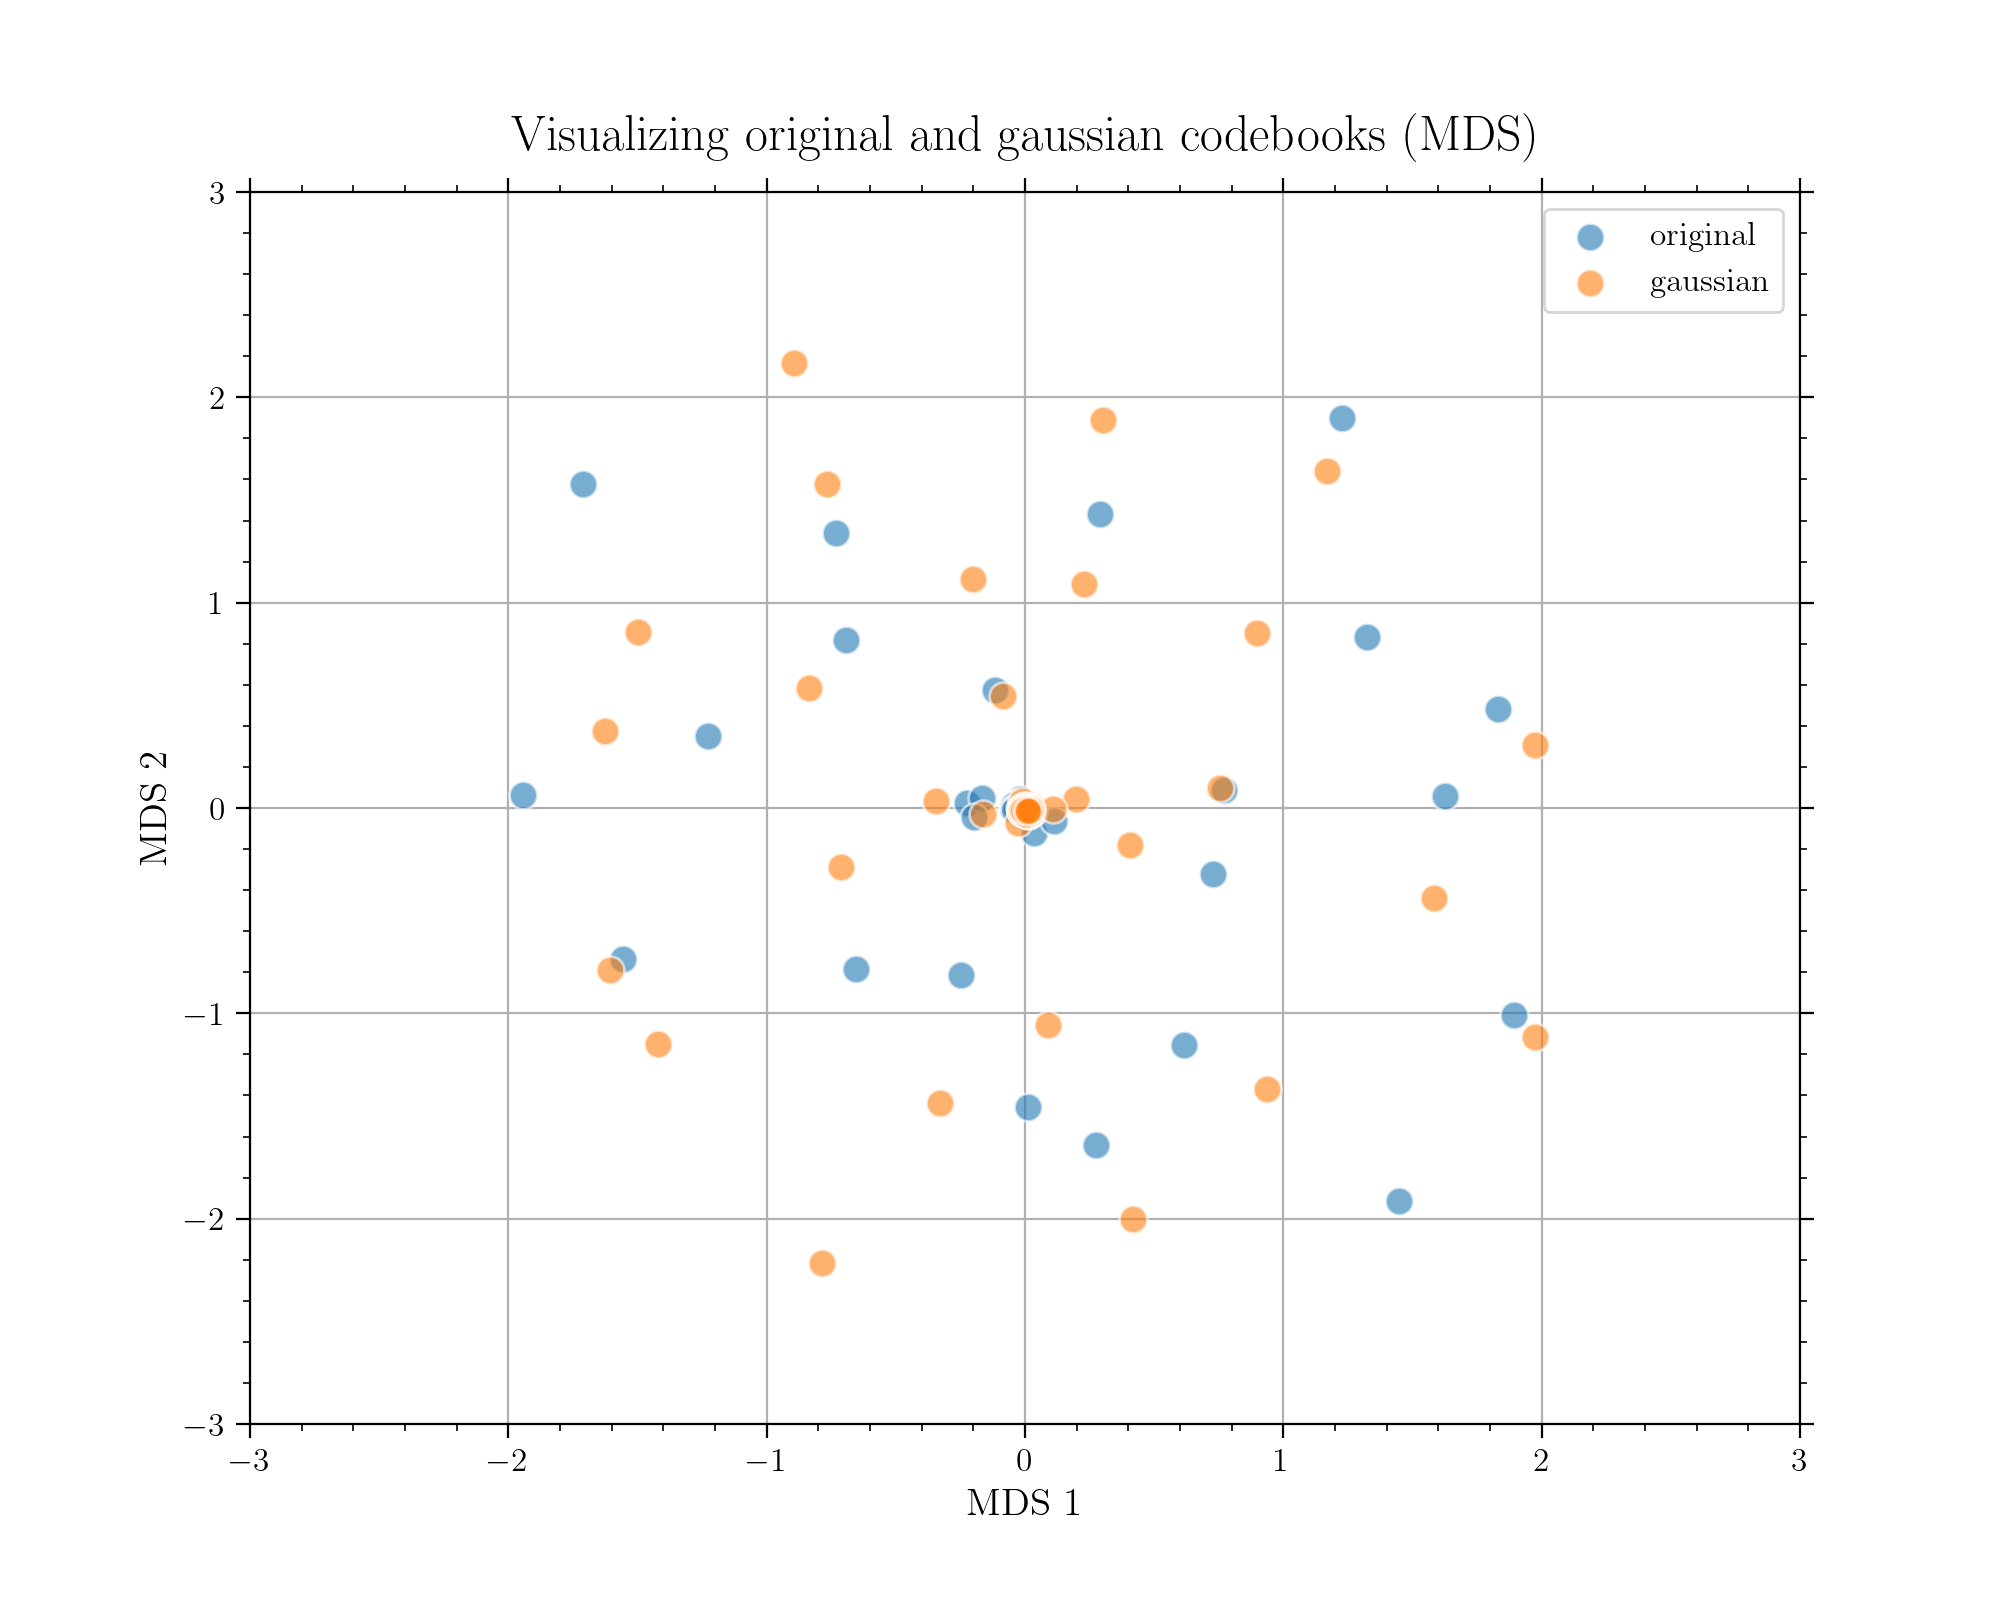 Visualizing original and gaussian codebooks (MDS)
original
gaussian
3
2
1
0
−1
−2
−3
MDS 2
−3
−2
−1
0
1
2
3
MDS 1